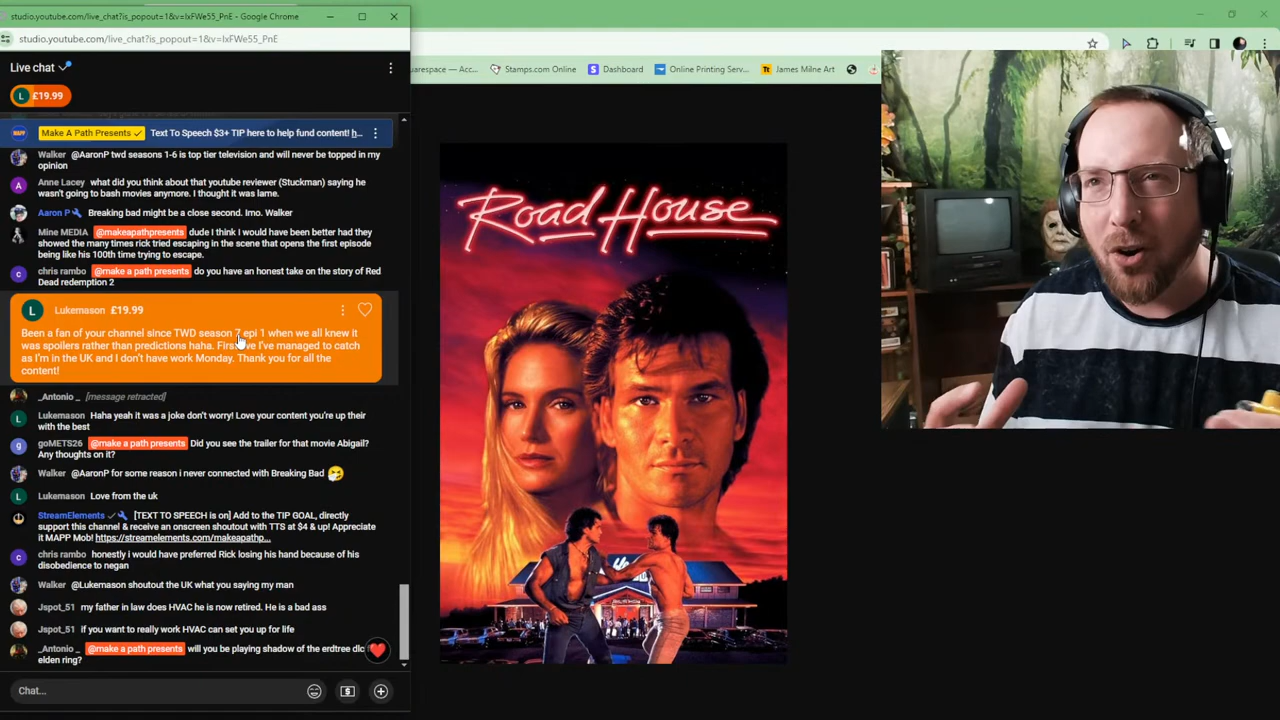 studio.youtube.com/live_chat?is_popout=1&v=IxFWe55_PnE - Google Chrome
studio.youtube.com/live_chat?is_popout=1&v=IxFWe55_PnE
Live chat
L £19.99
Make A Path Presents Text To Speech $3+ TIP here to help fund content! h...
Walker @AaronP twd seasons 1-6 is top tier television and will never be topped in my
opinion
A Anne Lacey what did you think about that youtube reviewer (Stuckman) saying he
wasn't going to bash movies anymore. I thought it was lame.
Aaron P Breaking bad might be a close second. Imo. Walker
Mine MEDIA @makeapathpresents dude I think I would have been better had they
showed the many times rick tried escaping in the scene that opens the first episode
being like his 100th time trying to escape.
c chris rambo @make a path presents do you have an honest take on the story of Red
Dead redemption 2
L Lukemason £19.99
Been a fan of your channel since TWD season 7 epi 1 when we all knew it
was spoilers rather than predictions haha. First I've managed to catch
as I'm in the UK and I don't have work Monday. Thank you for all the
content!
_Antonio_ [message retracted]
L Lukemason Haha yeah it was a joke don't worry! Love your content you're up their
with the best
g goMETS26 @make a path presents Did you see the trailer for that movie Abigail?
Any thoughts on it?
Walker @AaronP for some reason i never connected with Breaking Bad
L Lukemason Love from the uk
StreamElements [TEXT TO SPEECH is on] Add to the TIP GOAL, directly
support this channel & receive an onscreen shoutout with TTS at $4 & up! Appreciate
it MAPP Mob! https://streamelements.com/makeapathp...
c chris rambo honestly i would have preferred Rick losing his hand because of his
disobedience to negan
Walker @Lukemason shoutout the UK what you saying my man
Jspot_51 my father in law does HVAC he is now retired. He is a bad ass
Jspot_51 if you want to really work HVAC can set you up for life
_Antonio_ @make a path presents will you be playing shadow of the erdtree dlc
elden ring?
Chat...
quarespace — Acc...
Stamps.com Online
Dashboard
Online Printing Serv...
Tt James Milne Art
Road House